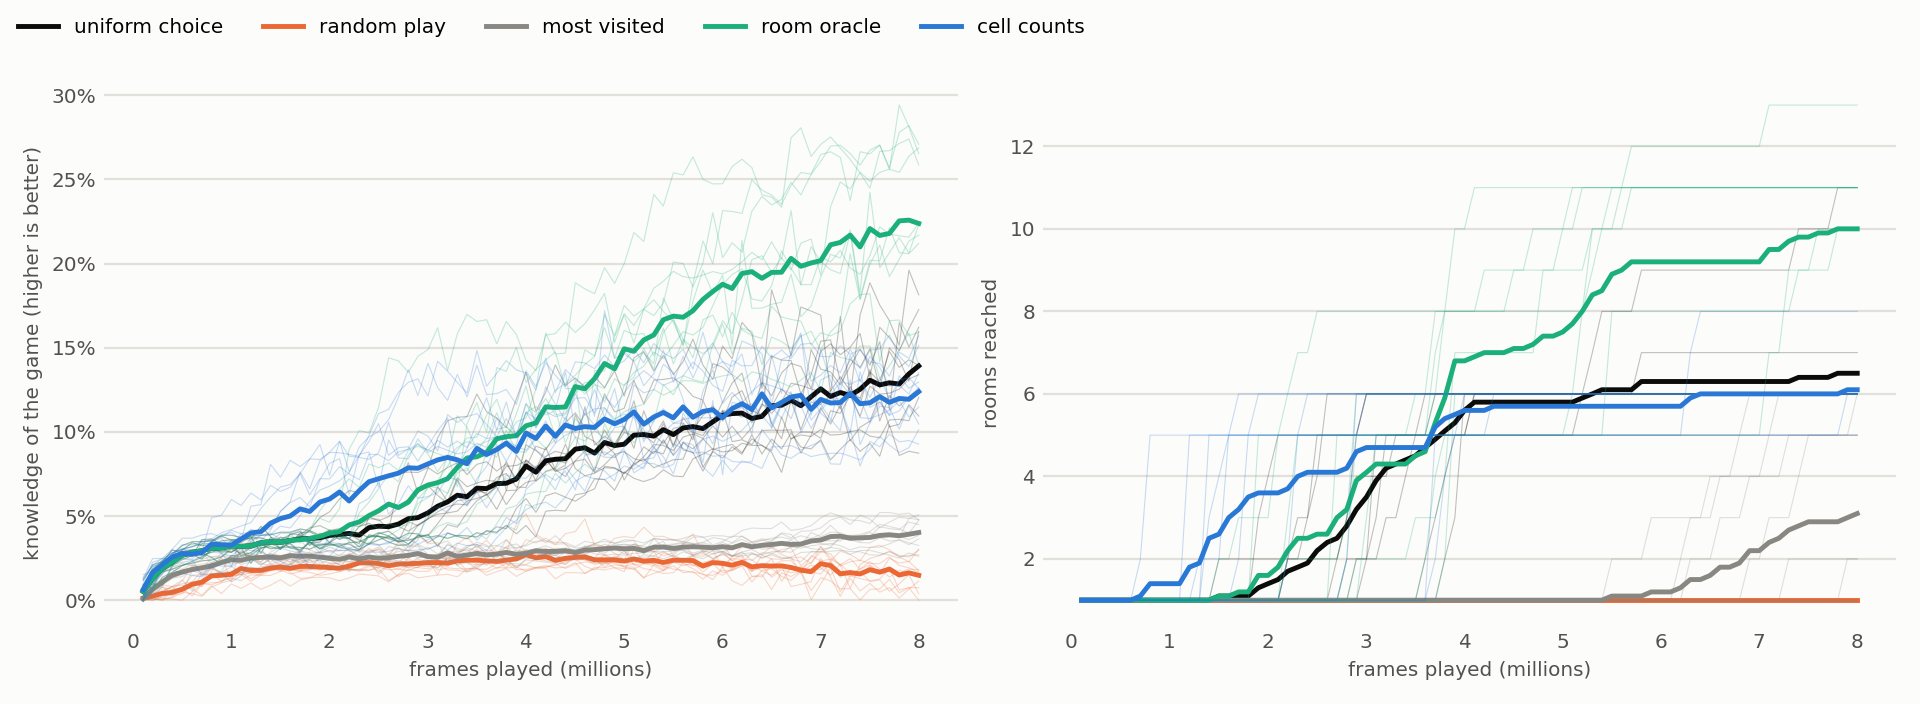 uniform choice random play most visited room oracle cell counts
knowledge of the game (higher is better)
30%
25%
20%
15%
10%
5%
0%
0 1 2 3 4 5 6 7 8
frames played (millions)
rooms reached
12
10
8
6
4
2
0 1 2 3 4 5 6 7 8
frames played (millions)